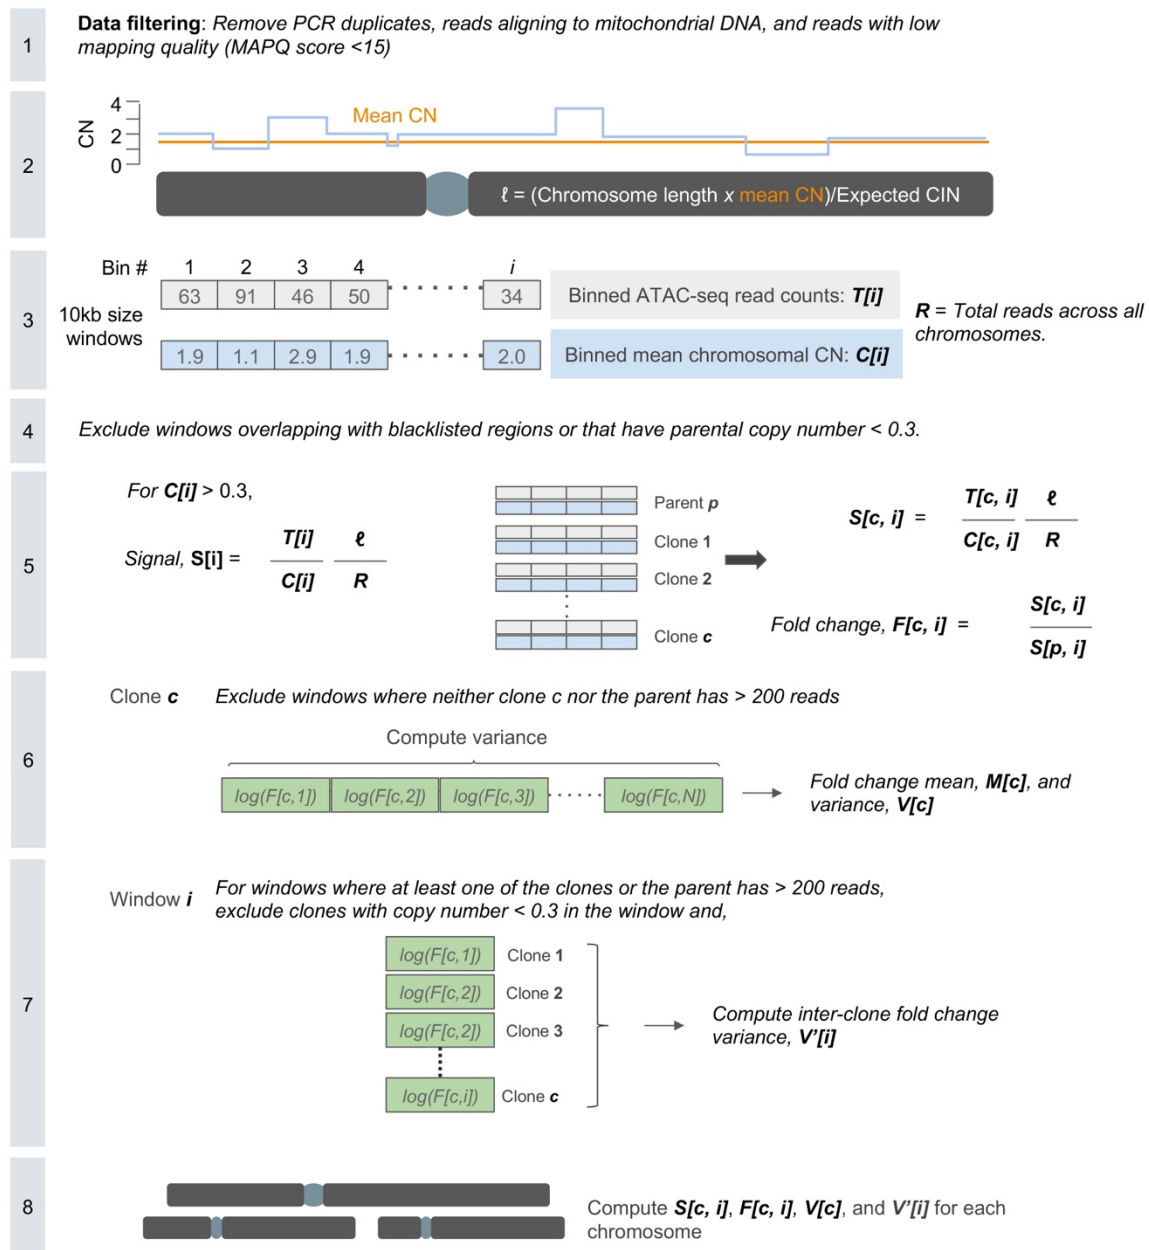 1
Data filtering: Remove PCR duplicates, reads aligning to mitochondrial DNA, and reads with low
mapping quality (MAPQ score <15)
2
CN
4
2
0
Mean CN
ℓ = (Chromosome length x mean CN)/Expected CIN
3
Bin # 1 2 3 4 i
10kb size
windows
63 91 46 50 34
Binned ATAC-seq read counts: T[i]
1.9 1.1 2.9 1.9 2.0
Binned mean chromosomal CN: C[i]
R = Total reads across all
chromosomes.
4
Exclude windows overlapping with blacklisted regions or that have parental copy number < 0.3.
5
For C[i] > 0.3,
Signal, S[i] = T[i] ℓ
C[i] R
Parent p
Clone 1
Clone 2
Clone c
S[c, i] = T[c, i] ℓ
C[c, i] R
Fold change, F[c, i] = S[c, i]
S[p, i]
6
Clone c Exclude windows where neither clone c nor the parent has > 200 reads
Compute variance
log(F[c,1]) log(F[c,2]) log(F[c,3]) log(F[c,N])
Fold change mean, M[c], and
variance, V[c]
7
Window i
For windows where at least one of the clones or the parent has > 200 reads,
exclude clones with copy number < 0.3 in the window and,
log(F[c,1]) Clone 1
log(F[c,2]) Clone 2
log(F[c,2]) Clone 3
log(F[c,i]) Clone c
Compute inter-clone fold change
variance, V'[i]
8
Compute S[c, i], F[c, i], V[c], and V'[i] for each
chromosome